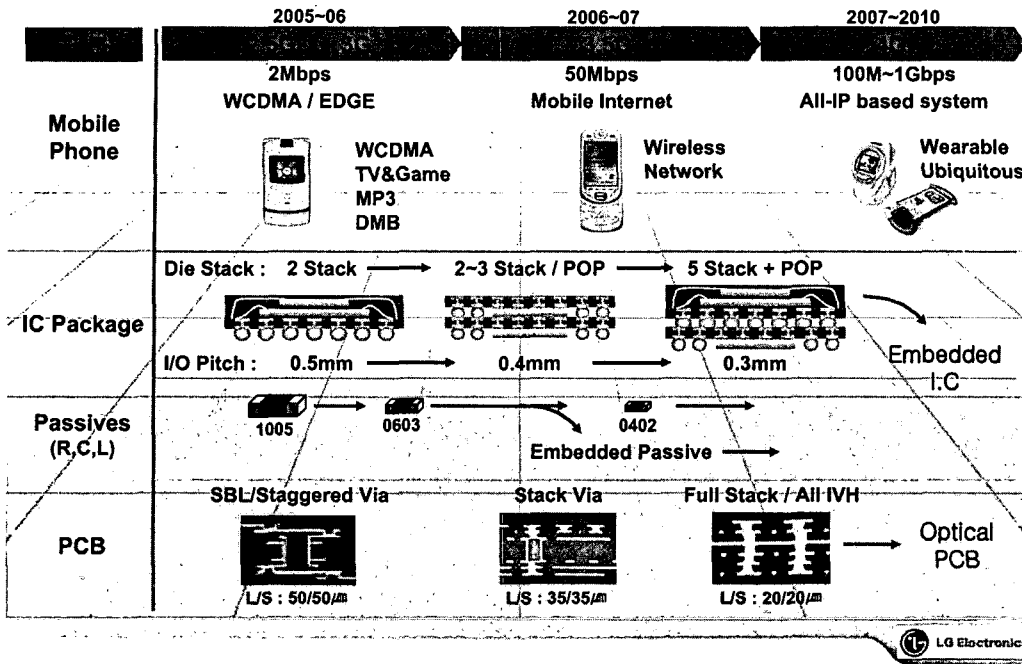 2005~06 2006~07 2007~2010
2Mbps 50Mbps 100M~1Gbps
WCDMA / EDGE Mobile Internet All-IP based system
Mobile
Phone
WCDMA
TV&Game
MP3
DMB
Wireless
Network
Wearable
Ubiquitous
IC Package
Die Stack : 2 Stack 2~3 Stack / POP 5 Stack + POP
I/O Pitch : 0.5mm 0.4mm 0.3mm
Embedded
I.C
Passives
(R,C,L)
1005 0603 0402
Embedded Passive
PCB
SBL/Staggered Via Stack Via Full Stack / All IVH
Optical
PCB
L/S : 50/50㎛ L/S : 35/35㎛ L/S : 20/20㎛
LG Electronic